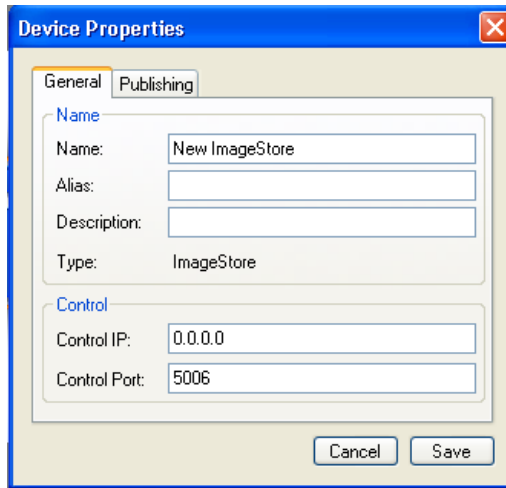 Device Properties
General Publishing
Name
Name: New ImageStore
Alias:
Description:
Type: ImageStore
Control
Control IP: 0.0.0.0
Control Port: 5006
Cancel Save